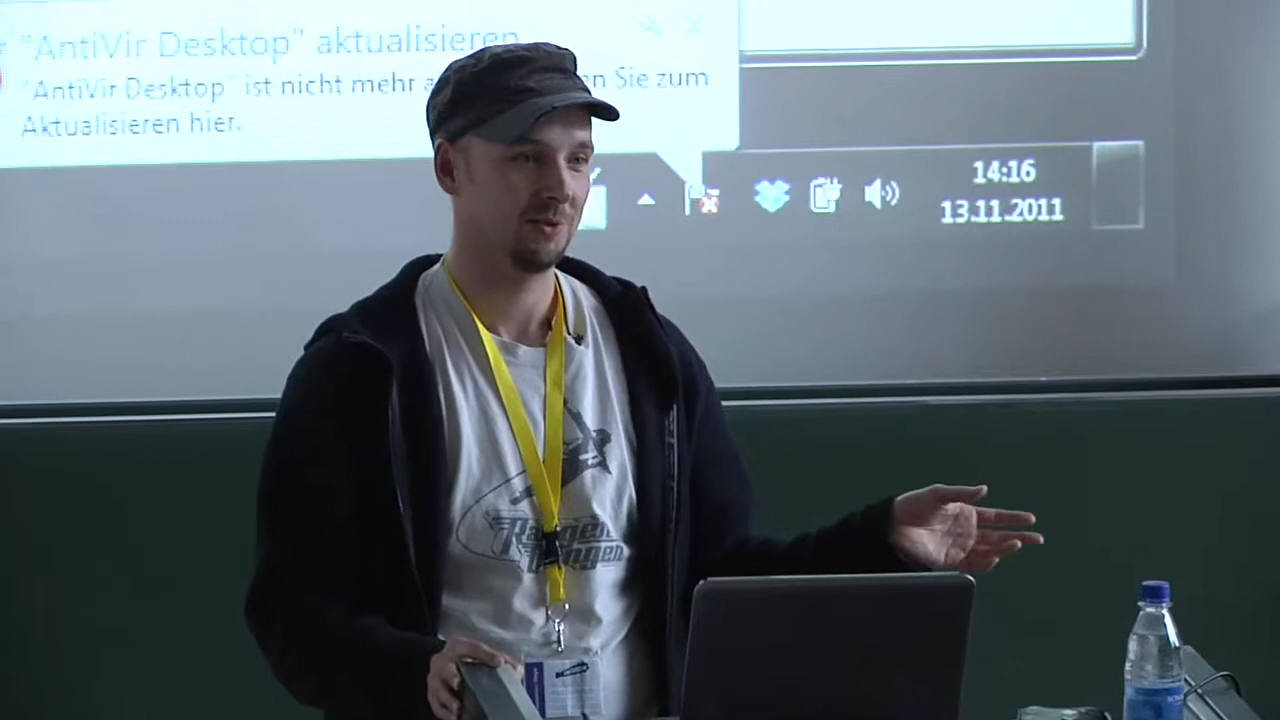 "AntiVir Desktop" aktualisieren
"AntiVir Desktop" ist nicht mehr Sie zum
Aktualisieren hier.
14:16
13.11.2011